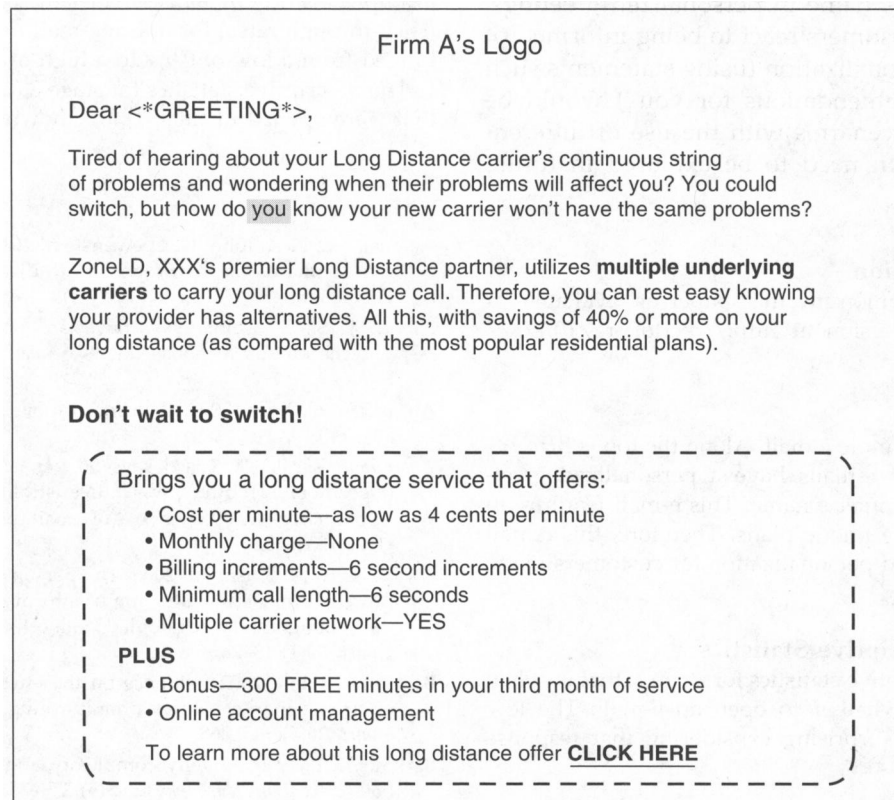 Firm A's Logo
Dear <*GREETING*>,
Tired of hearing about your Long Distance carrier's continuous string
of problems and wondering when their problems will affect you? You could
switch, but how do you know your new carrier won't have the same problems?
ZoneLD, XXX‘s premier Long Distance partner, utilizes multiple underlying
carriers to carry your long distance call. Therefore, you can rest easy knowing
your provider has alternatives. All this, with savings of 40% or more on your
long distance (as compared with the most popular residential plans).
Don't wait to switch!
Brings you a long distance service that offers:
• Cost per minute—as low as 4 cents per minute
• Monthly charge—None
• Billing increments—6 second increments
• Minimum call length—6 seconds
• Multiple carrier network—YES
PLUS
• Bonus—300 FREE minutes in your third month of service
• Online account management
To learn more about this long distance offer CLICK HERE